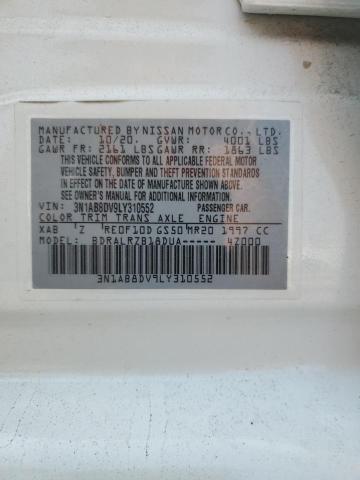 MANUFACTURED BY NISSAN MOTOR CO., LTD.
DATE: 10/20. GVWR: 4001 LBS
GAWR FR: 2161 LBS GAWR RR: 1863 LBS
THIS VEHICLE CONFORMS TO ALL APPLICABLE FEDERAL MOTOR
VEHICLE SAFETY, BUMPER, AND THEFT PREVENTION STANDARDS
IN EFFECT ON THE DATE OF MANUFACTURE SHOWN ABOVE.
SEE OWNER'S MANUAL FOR ADDITIONAL INFORMATION.
VIN: 3N1AB8DV9LY310552 PASSENGER CAR.
COLOR TRIM TRANS AXLE ENGINE
XAB Z RE0F10D GS50 MR20 1997 CC
MODEL: BDRALRZB18DUA----- 4Z000
3N1AB8DV9LY310552